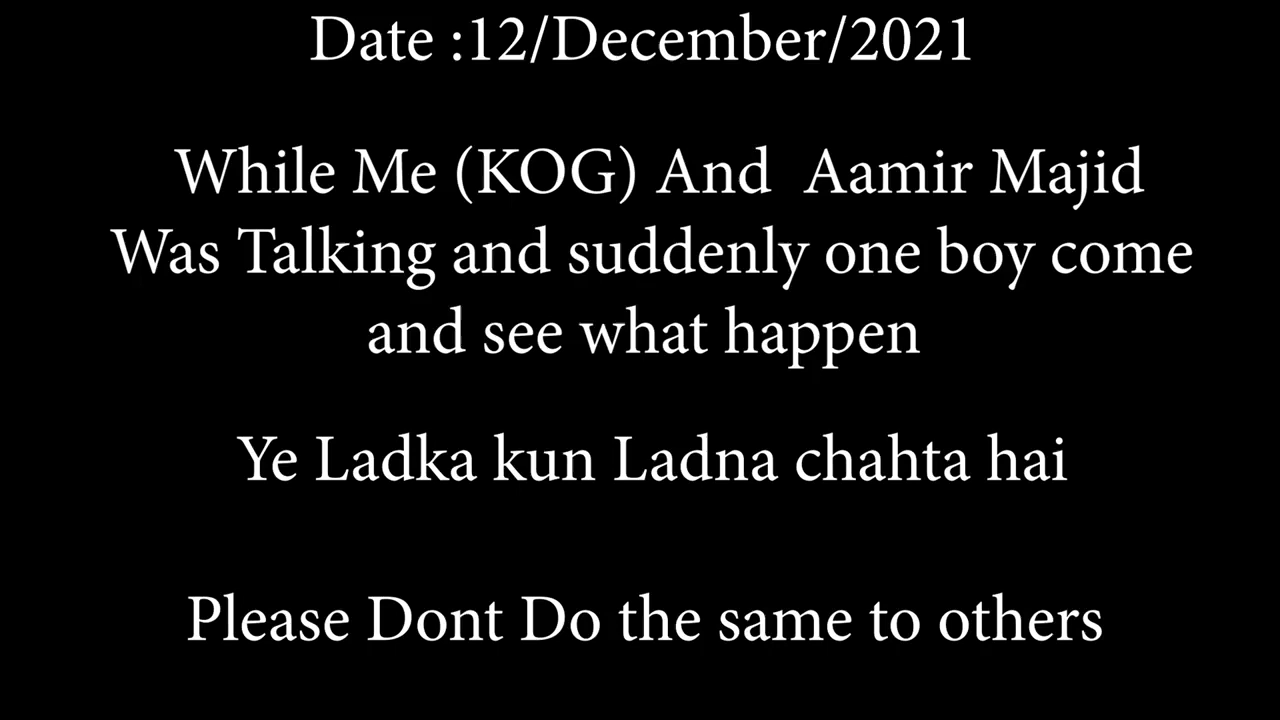 Date :12/December/2021
While Me (KOG) And Aamir Majid
Was Talking and suddenly one boy come
and see what happen
Ye Ladka kun Ladna chahta hai
Please Dont Do the same to others